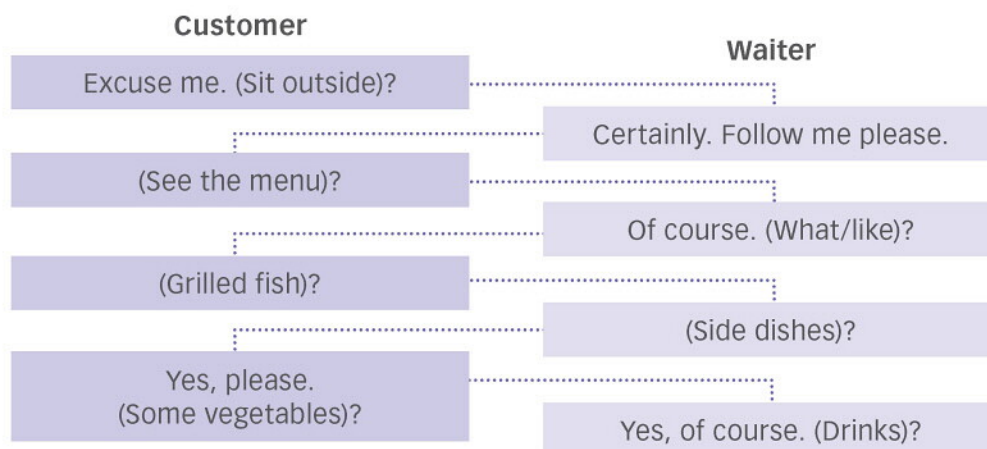 Customer
Waiter
Excuse me. (Sit outside)?
Certainly. Follow me please.
(See the menu)?
Of course. (What/like)?
(Grilled fish)?
(Side dishes)?
Yes, please.
(Some vegetables)?
Yes, of course. (Drinks)?